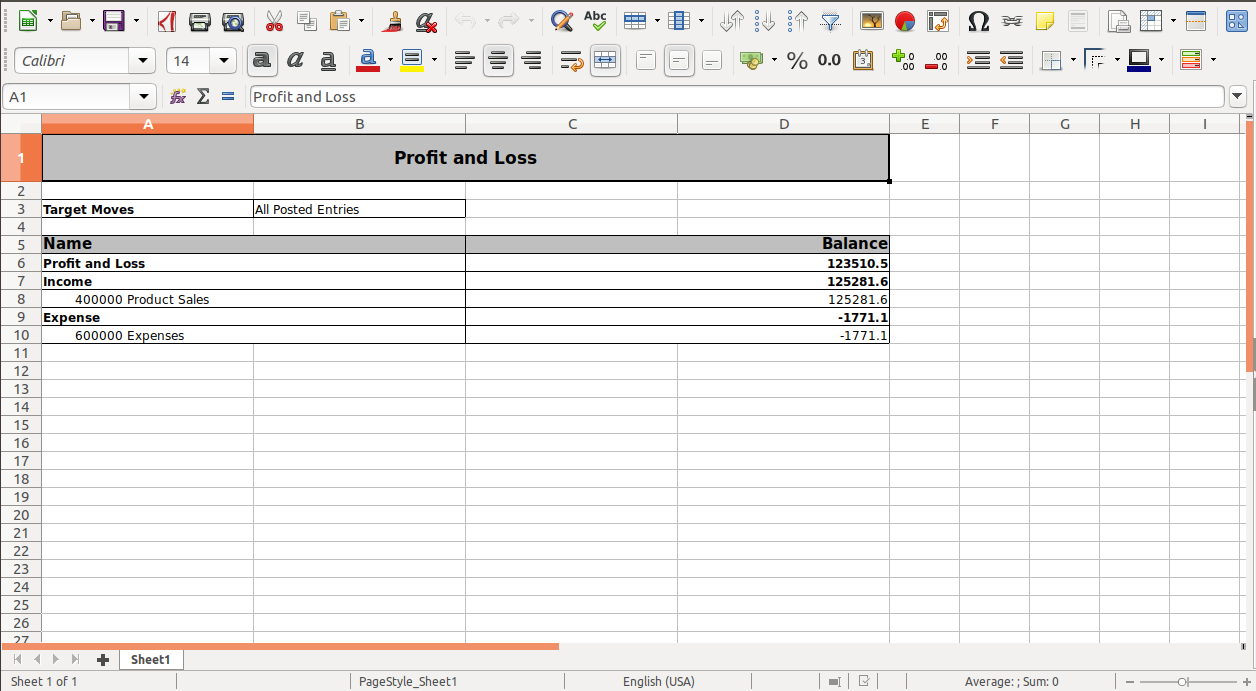 Calibri 14 a a a a % 0.0
A1 Profit and Loss
A B C D E F G H I
1 Profit and Loss
2
3 Target Moves All Posted Entries
4
5 Name Balance
6 Profit and Loss 123510.5
7 Income 125281.6
8 400000 Product Sales 125281.6
9 Expense -1771.1
10 600000 Expenses -1771.1
11
12
13
14
15
16
17
18
19
20
21
22
23
24
25
26
27
Sheet1
Sheet 1 of 1 PageStyle_Sheet1 English (USA) Average: ; Sum: 0